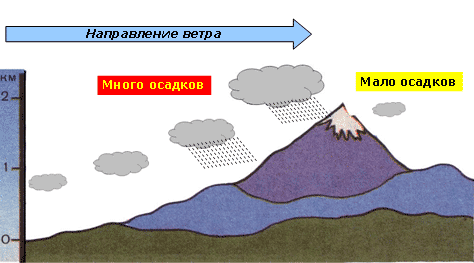 Направление ветра
км
Много осадков
Мало осадков
2
1
0